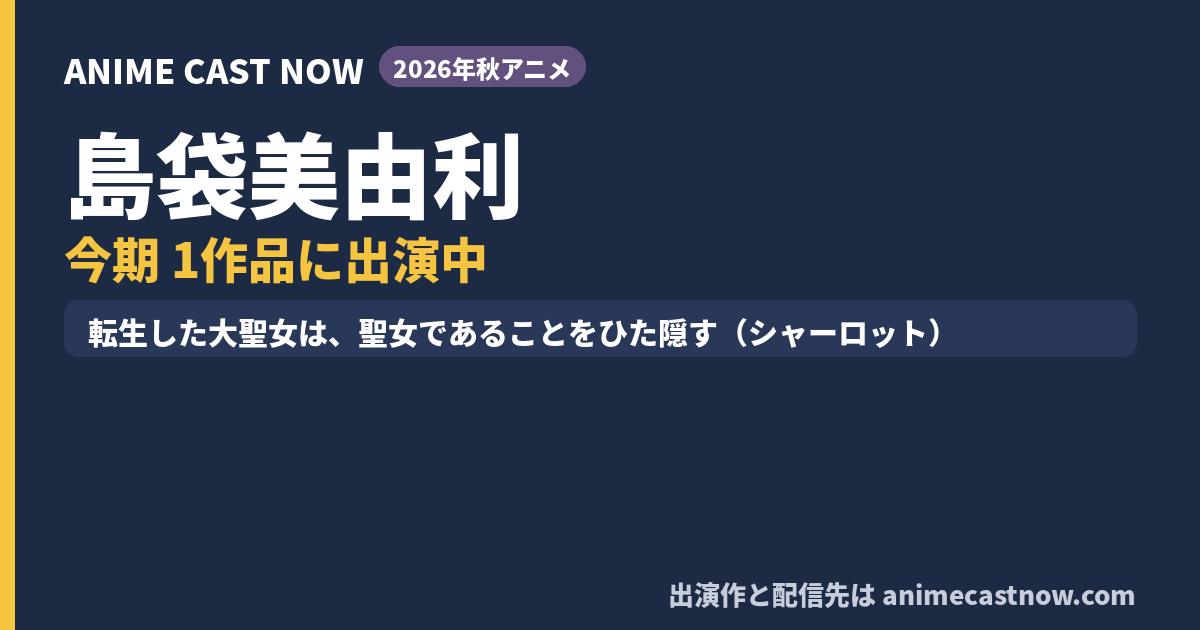 ANIME CAST NOW 2026年秋アニメ
島袋美由利
今期 1作品に出演中
転生した大聖女は、聖女であることをひた隠す（シャーロット）
出演作と配信先は animecastnow.com